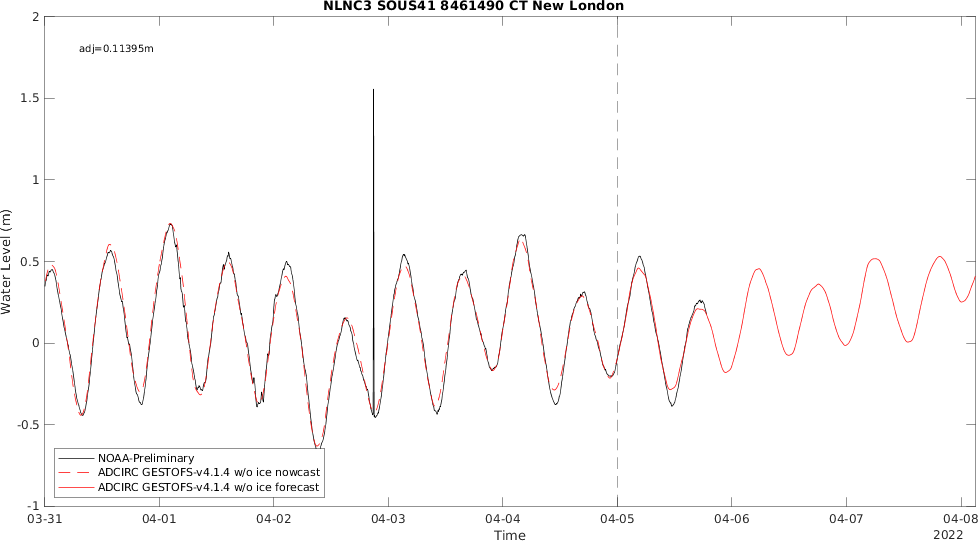 NLNC3 SOUS41 8461490 CT New London
adj=0.11395m
2
1.5
1
0.5
0
-0.5
-1
Water Level (m)
NOAA-Preliminary
ADCIRC GESTOFS-v4.1.4 w/o ice nowcast
ADCIRC GESTOFS-v4.1.4 w/o ice forecast
03-31 04-01 04-02 04-03 04-04 04-05 04-06 04-07 04-08
Time
2022